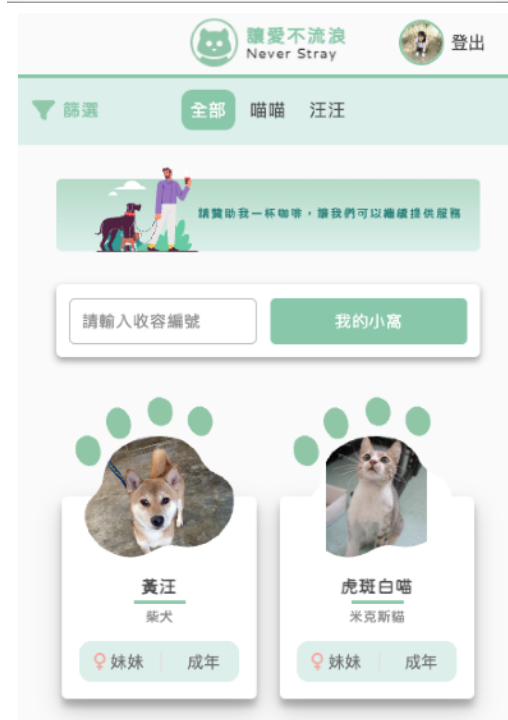 讓愛不流浪
Never Stray
登出
篩選
全部 喵喵 汪汪
請贊助我一杯咖啡,讓我們可以繼續提供服務
請輸入收容編號
我的小窩
黃汪
柴犬
♀妹妹 成年
虎斑白喵
米克斯貓
♀妹妹 成年